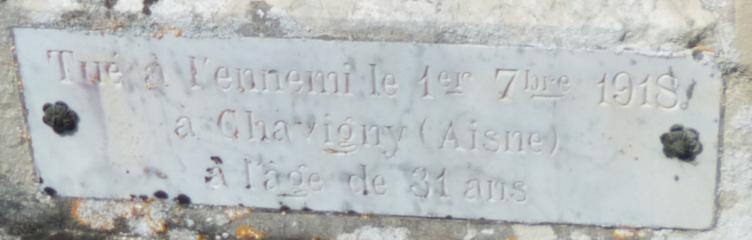 Tué à l'ennemi le 1er 7bre 1918.
à Chavigny (Aisne)
à l'âge de 31 ans